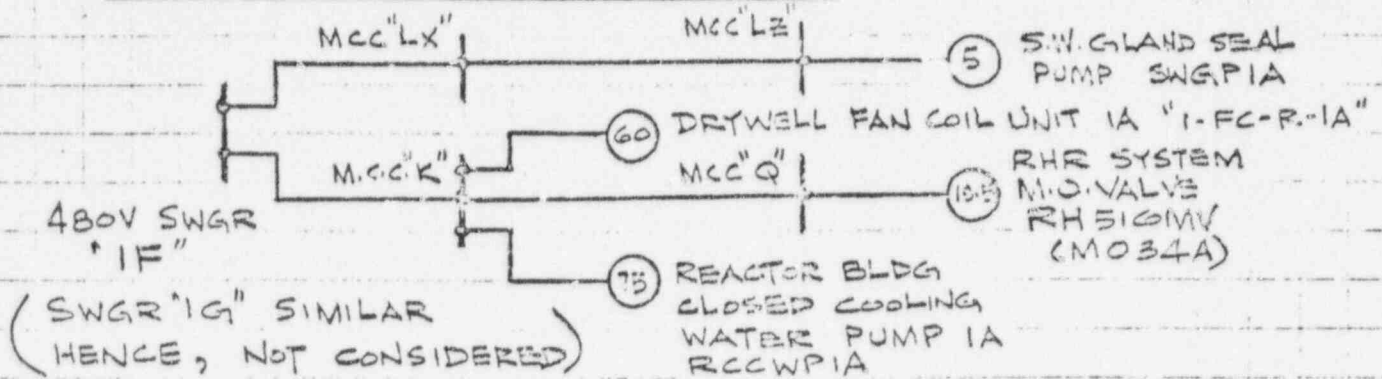 MCC"LX"
MCC"LZ"
5
S.W. GLAND SEAL
PUMP SWGP1A
60
DRYWELL FAN COIL UNIT 1A "1-FC-R-1A"
M.C.C."K"
MCC"Q"
RHR SYSTEM
M.O. VALVE
(MO34A)
480V SWGR
"1F"
75
REACTOR BLDG
CLOSED COOLING
WATER PUMP 1A
RCCWP1A
(SWGR "1G" SIMILAR
HENCE, NOT CONSIDERED)